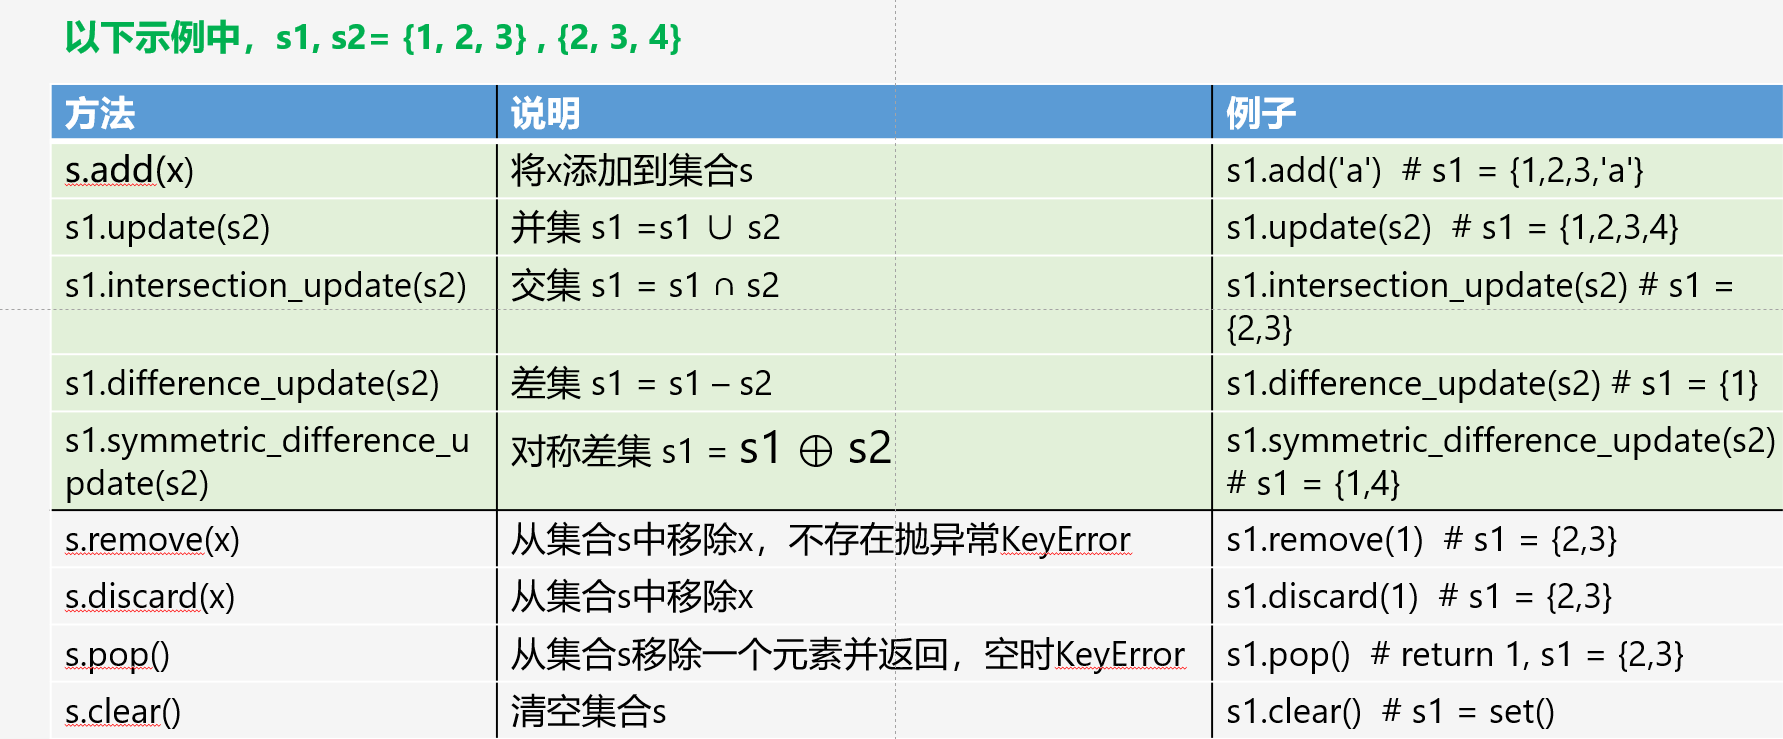 以下示例中，s1, s2= {1, 2, 3} , {2, 3, 4}
方法 说明 例子
s.add(x) 将x添加到集合s s1.add('a')  # s1 = {1,2,3,'a'}
s1.update(s2) 并集 s1 =s1 ∪ s2 s1.update(s2)  # s1 = {1,2,3,4}
s1.intersection_update(s2) 交集 s1 = s1 ∩ s2 s1.intersection_update(s2) # s1 =
{2,3}
s1.difference_update(s2) 差集 s1 = s1 – s2 s1.difference_update(s2) # s1 = {1}
s1.symmetric_difference_u
pdate(s2)
对称差集 s1 = s1 ⊕ s2
s1.symmetric_difference_update(s2)
# s1 = {1,4}
s.remove(x) 从集合s中移除x，不存在抛异常KeyError s1.remove(1)  # s1 = {2,3}
s.discard(x) 从集合s中移除x s1.discard(1)  # s1 = {2,3}
s.pop() 从集合s移除一个元素并返回，空时KeyError s1.pop()  # return 1, s1 = {2,3}
s.clear() 清空集合s s1.clear()  # s1 = set()